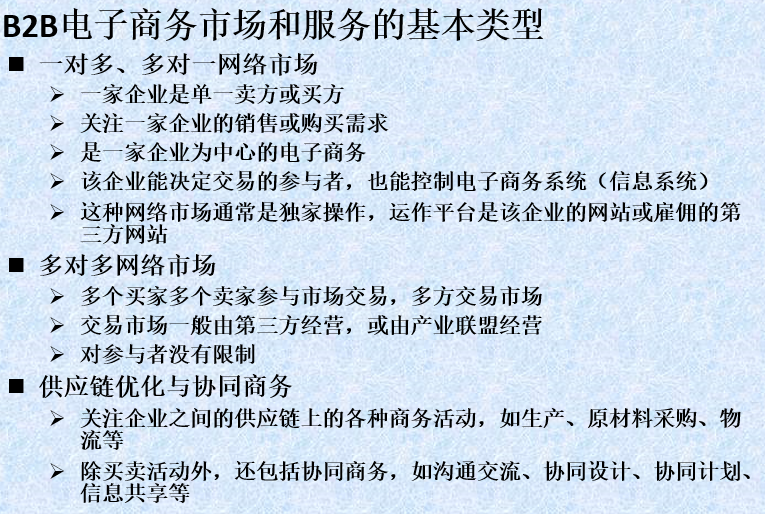 B2B电子商务市场和服务的基本类型
■ 一对多、多对一网络市场
➢ 一家企业是单一卖方或买方
➢ 关注一家企业的销售或购买需求
➢ 是一家企业为中心的电子商务
➢ 该企业能决定交易的参与者，也能控制电子商务系统（信息系统）
➢ 这种网络市场通常是独家操作，运作平台是该企业的网站或雇佣的第
三方网站
■ 多对多网络市场
➢ 多个买家多个卖家参与市场交易，多方交易市场
➢ 交易市场一般由第三方经营，或由产业联盟经营
➢ 对参与者没有限制
■ 供应链优化与协同商务
➢ 关注企业之间的供应链上的各种商务活动，如生产、原材料采购、物
流等
➢ 除买卖活动外，还包括协同商务，如沟通交流、协同设计、协同计划、
信息共享等